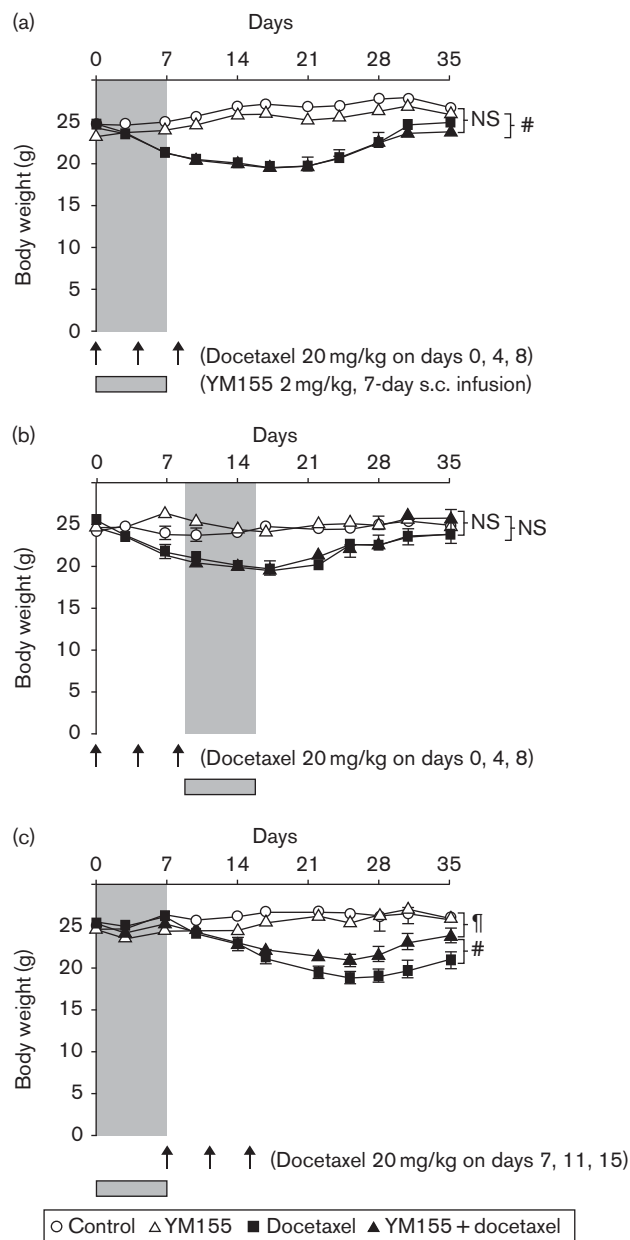 (a)
Days
0 7 14 21 28 35
25
20
15
10
5
0
Body weight (g)
NS
#
(Docetaxel 20 mg/kg on days 0, 4, 8)
(YM155 2 mg/kg, 7-day s.c. infusion)
(b)
Days
0 7 14 22 28 35
25
20
15
10
5
0
Body weight (g)
NS
NS
(Docetaxel 20 mg/kg on days 0, 4, 8)
(c)
Days
0 7 14 22 28 35
25
20
15
10
5
0
Body weight (g)
¶
#
(Docetaxel 20 mg/kg on days 7, 11, 15)
Control YM155 Docetaxel YM155 + docetaxel